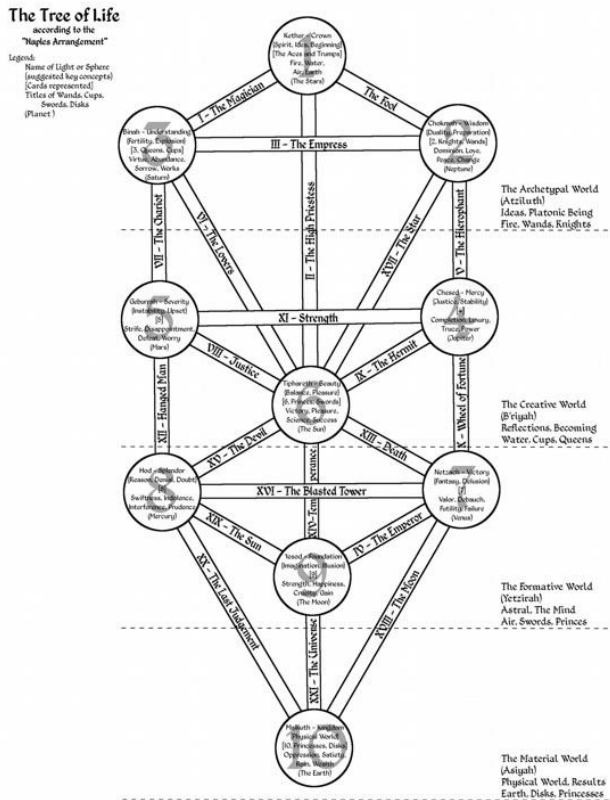 The Tree of Life
according to the
"Naples Arrangement"
Legend:
Name of Light or Sphere
(suggested key concepts)
[Cards represented]
Titles of Wands, Cups,
Swords, Disks
(Planet )
1
Kether - Crown
(Spirit, Idea, Beginning)
[The Aces and Trumps]
Fire, Water,
Air, Earth
(The Stars)
I - The Magician
The Fool
3
Binah - Understanding
(Fertility, Explosion)
[3, Queens, Cups]
Virtue, Abundance,
Sorrow, Works
(Saturn)
III - The Empress
2
Chokmah - Wisdom
(Duality, Preparation)
[2, Knights, Wands]
Dominion, Love,
Peace, Change
(Neptune)
The Archetypal World
(Atziluth)
Ideas, Platonic Being
Fire, Wands, Knights
VII - The Chariot
VI - The Lovers
II - The High Priestess
XVII - The Star
V - The Hierophant
5
Geburah - Severity
(Instability, Upset)
[5]
Strife, Disappointment,
Defeat, Worry
(Mars)
XI - Strength
4
Chesed - Mercy
(Justice, Stability)
Completion, Luxury,
Truce, Power
(Jupiter)
VIII - Justice
IX - The Hermit
6
Tiphareth - Beauty
(Balance, Pleasure)
[6, Princes, Swords]
Victory, Pleasure,
Science, Success
(The Sun)
XII - Hanged Man
X - Wheel of Fortune
The Creative World
(B'riyah)
Reflections, Becoming
Water, Cups, Queens
XV - The Devil
XIII - Death
8
Hod - Splendor
(Reason, Denial, Doubt)
[8]
Swiftness, Indolence,
Interference, Prudence
(Mercury)
XVI - The Blasted Tower
XIV - Temperance
7
Netzach - Victory
(Fantasy, Delusion)
[7]
Valor, Debauch,
Futility, Failure
(Venus)
XIX - The Sun
IV - The Emperor
9
Yesod - Foundation
(Imagination, Illusion)
[9]
Strength, Happiness,
Cruelty, Gain
(The Moon)
The Formative World
(Yetzirah)
Astral, The Mind
Air, Swords, Princes
XX - The Last Judgement
XXI - The Universe
XVIII - The Moon
10
Malkuth - Kingdom
(Physical World)
[10, Princesses, Disks]
Oppression, Satiety,
Ruin, Wealth
(The Earth)
The Material World
(Asiyah)
Physical World, Results
Earth, Disks, Princesses